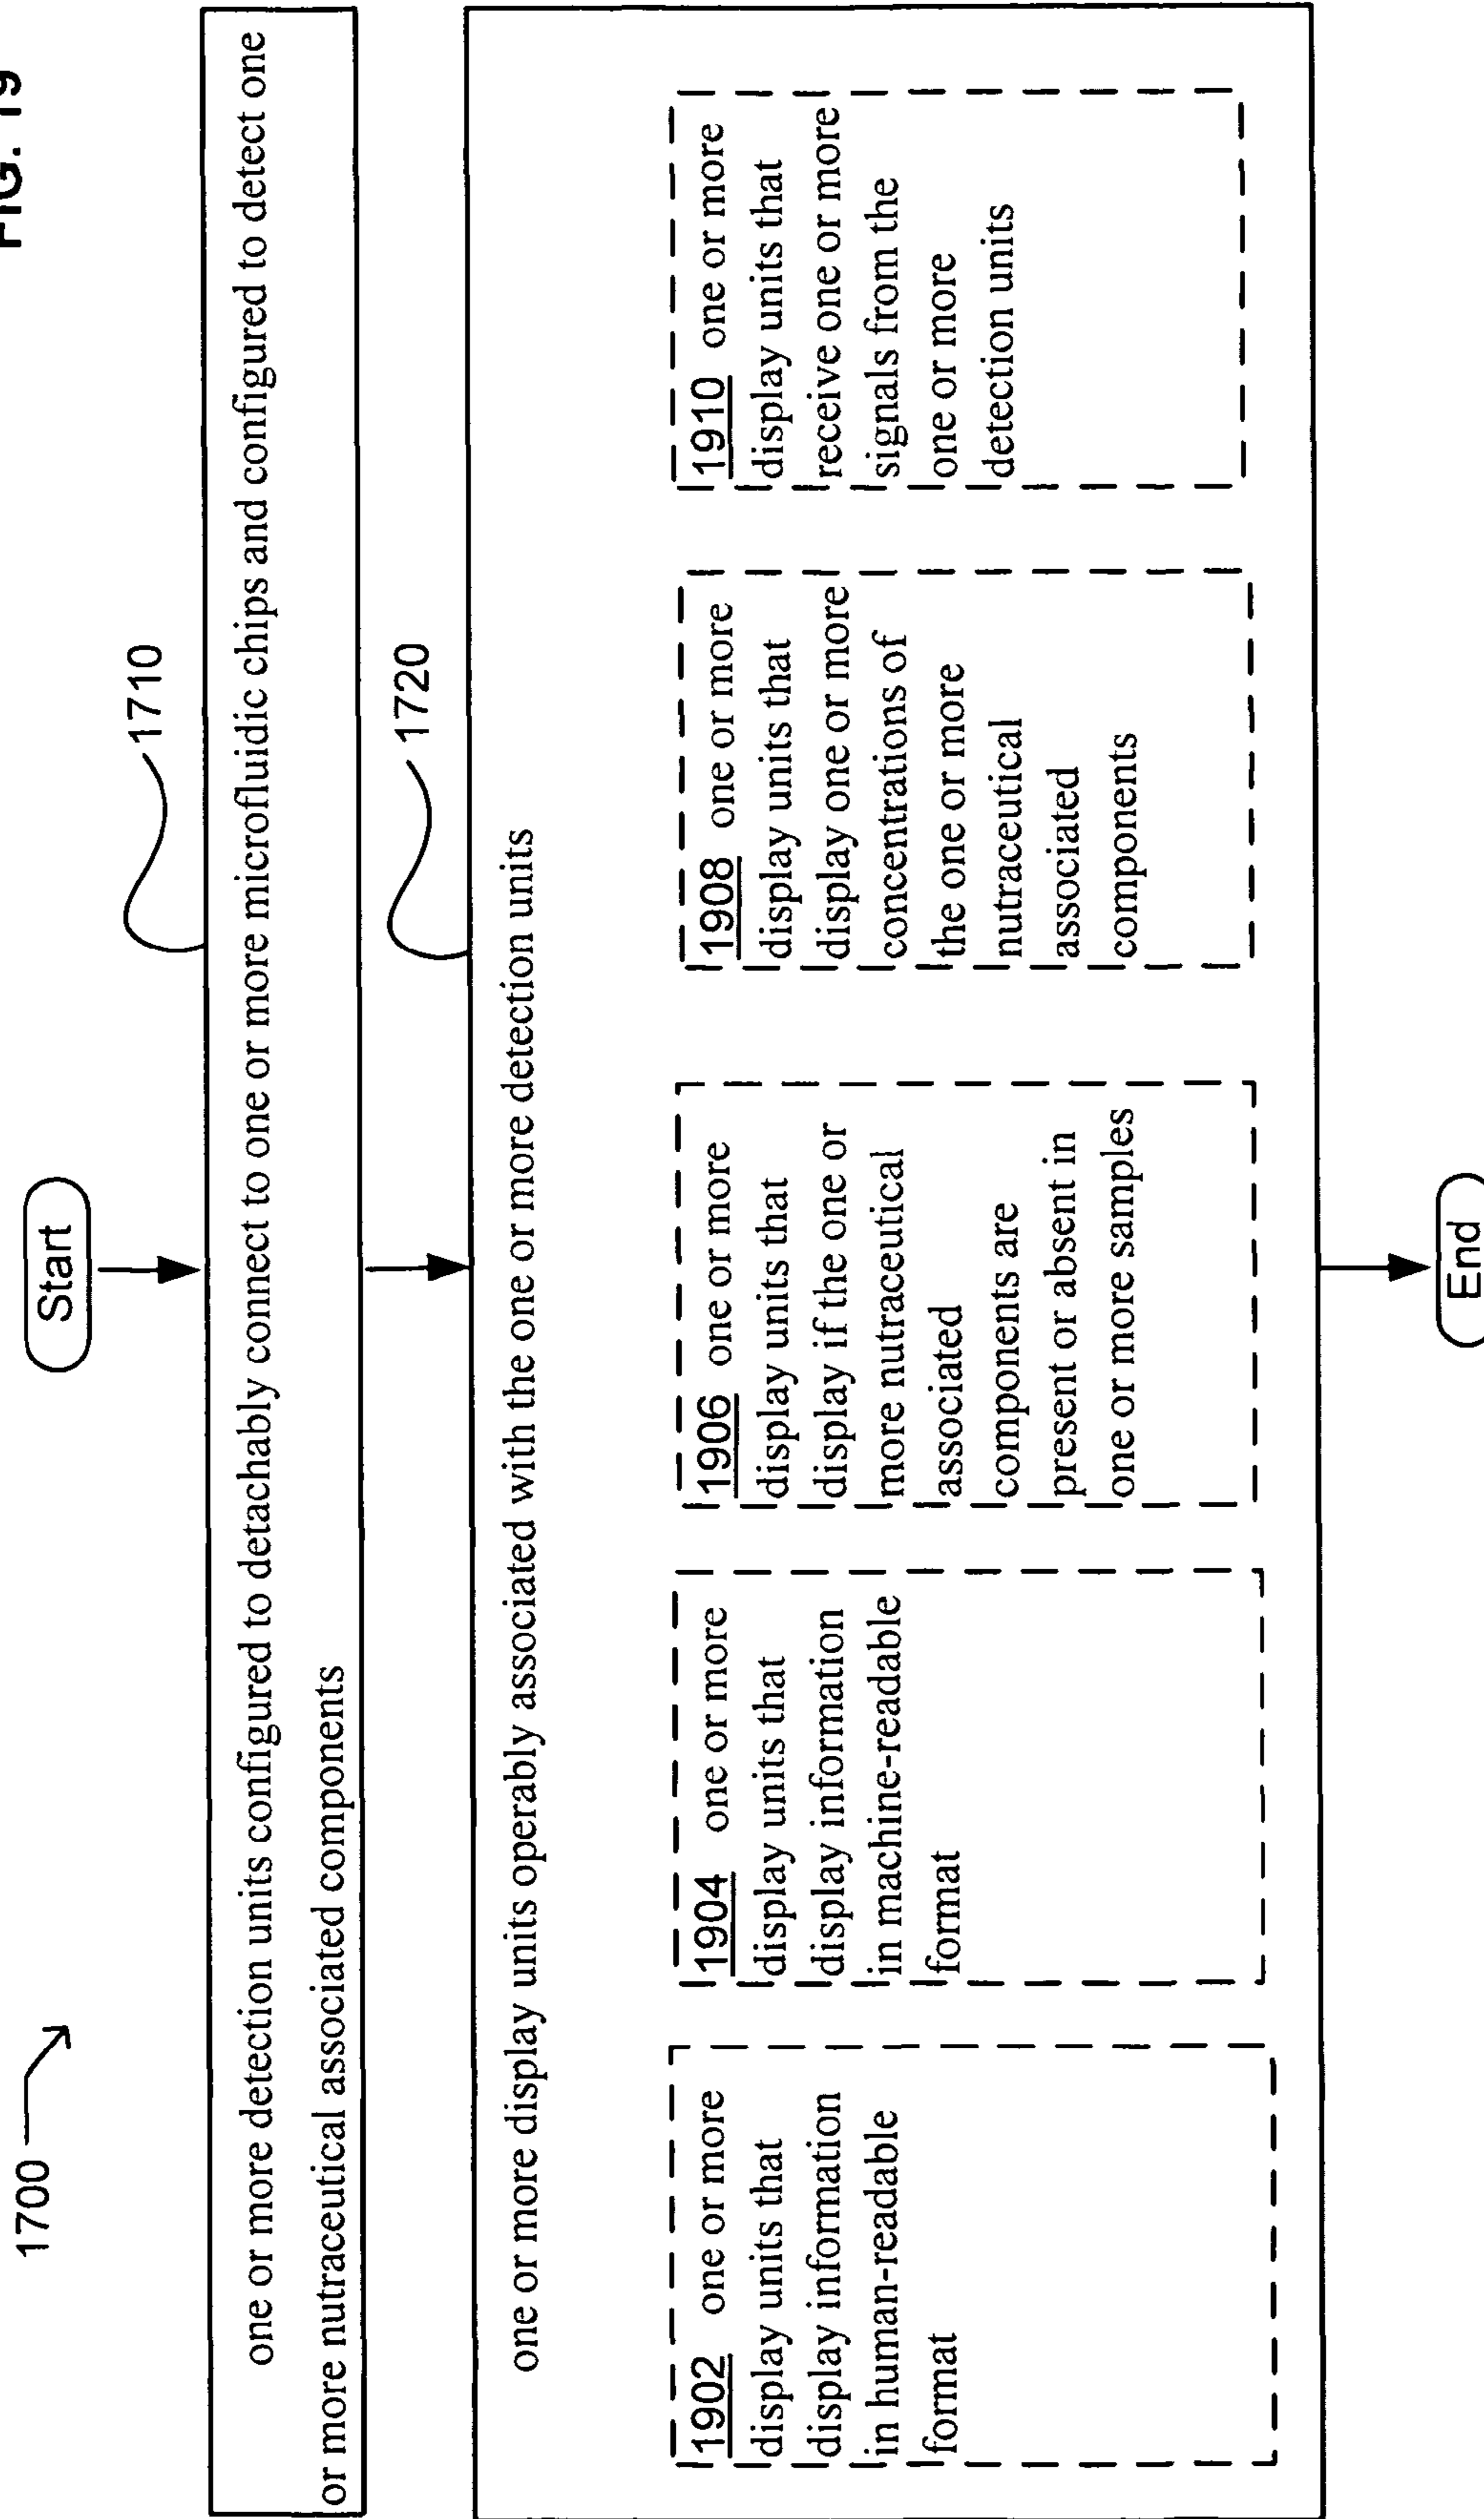 FIG. 19
1700
Start
1710
one or more detection units configured to detachably connect to one or more microfluidic chips and configured to detect one
or more nutraceutical associated components
1720
one or more display units operably associated with the one or more detection units
1902 one or more
display units that
display information
in human-readable
format
1904 one or more
display units that
display information
in machine-readable
format
1906 one or more
display units that
display if the one or
more nutraceutical
associated
components are
present or absent in
one or more samples
1908 one or more
display units that
display one or more
concentrations of
the one or more
nutraceutical
associated
components
1910 one or more
display units that
receive one or more
signals from the
one or more
detection units
End